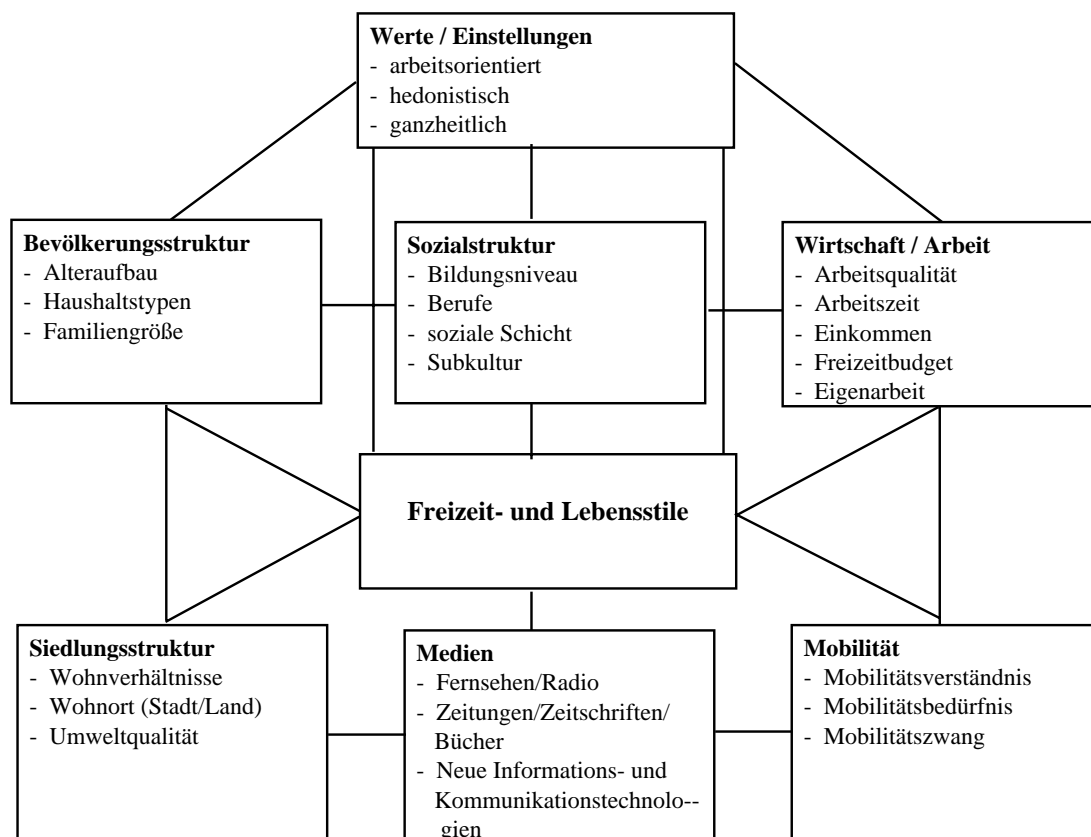 Werte / Einstellungen
- arbeitsorientiert
- hedonistisch
- ganzheitlich
Bevölkerungsstruktur
- Alteraufbau
- Haushaltstypen
- Familiengröße
Sozialstruktur
- Bildungsniveau
- Berufe
- soziale Schicht
- Subkultur
Wirtschaft / Arbeit
- Arbeitsqualität
- Arbeitszeit
- Einkommen
- Freizeitbudget
- Eigenarbeit
Freizeit- und Lebensstile
Siedlungsstruktur
- Wohnverhältnisse
- Wohnort (Stadt/Land)
- Umweltqualität
Medien
- Fernsehen/Radio
- Zeitungen/Zeitschriften/
Bücher
- Neue Informations- und
Kommunikationstechnolo--
gien
Mobilität
- Mobilitätsverständnis
- Mobilitätsbedürfnis
- Mobilitätszwang